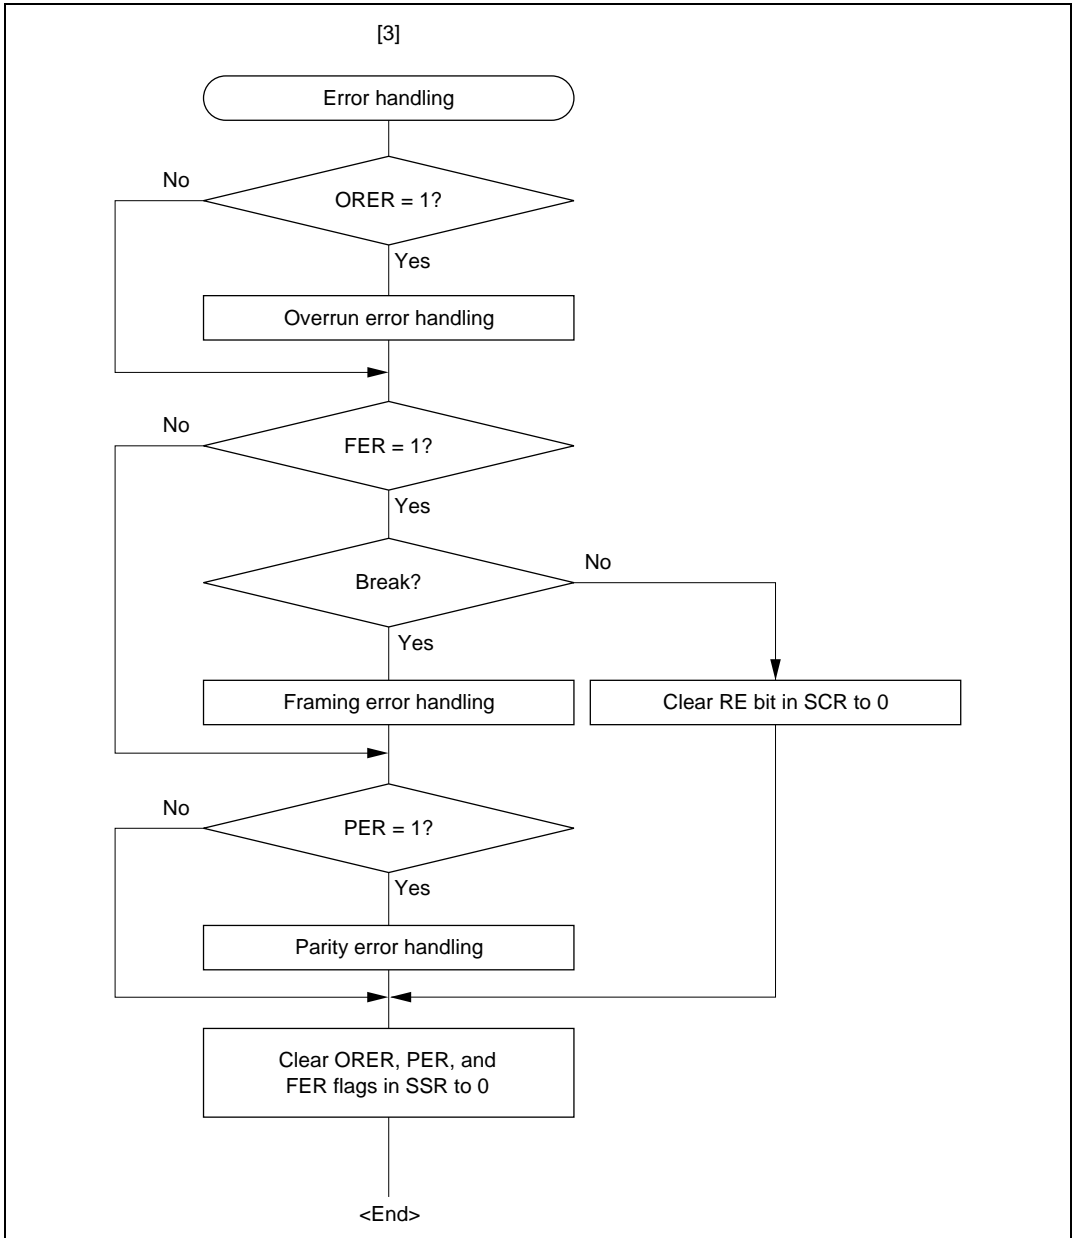 [3]
Error handling
No
ORER = 1?
Yes
Overrun error handling
No
FER = 1?
Yes
No
Break?
Yes
Framing error handling
Clear RE bit in SCR to 0
No
PER = 1?
Yes
Parity error handling
Clear ORER, PER, and
FER flags in SSR to 0
<End>